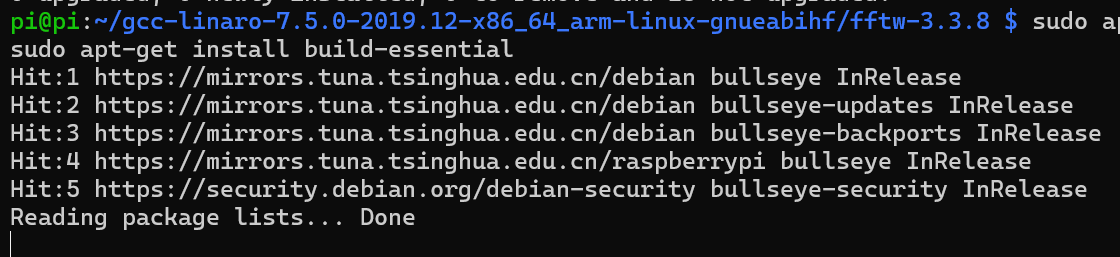 pi@pi:~/gcc-linaro-7.5.0-2019.12-x86_64_arm-linux-gnueabihf/fftw-3.3.8 $ sudo
sudo apt-get install build-essential
Hit:1 https://mirrors.tuna.tsinghua.edu.cn/debian bullseye InRelease
Hit:2 https://mirrors.tuna.tsinghua.edu.cn/debian bullseye-updates InRelease
Hit:3 https://mirrors.tuna.tsinghua.edu.cn/debian bullseye-backports InRelease
Hit:4 https://mirrors.tuna.tsinghua.edu.cn/raspberrypi bullseye InRelease
Hit:5 https://security.debian.org/debian-security bullseye-security InRelease
Reading package lists... Done